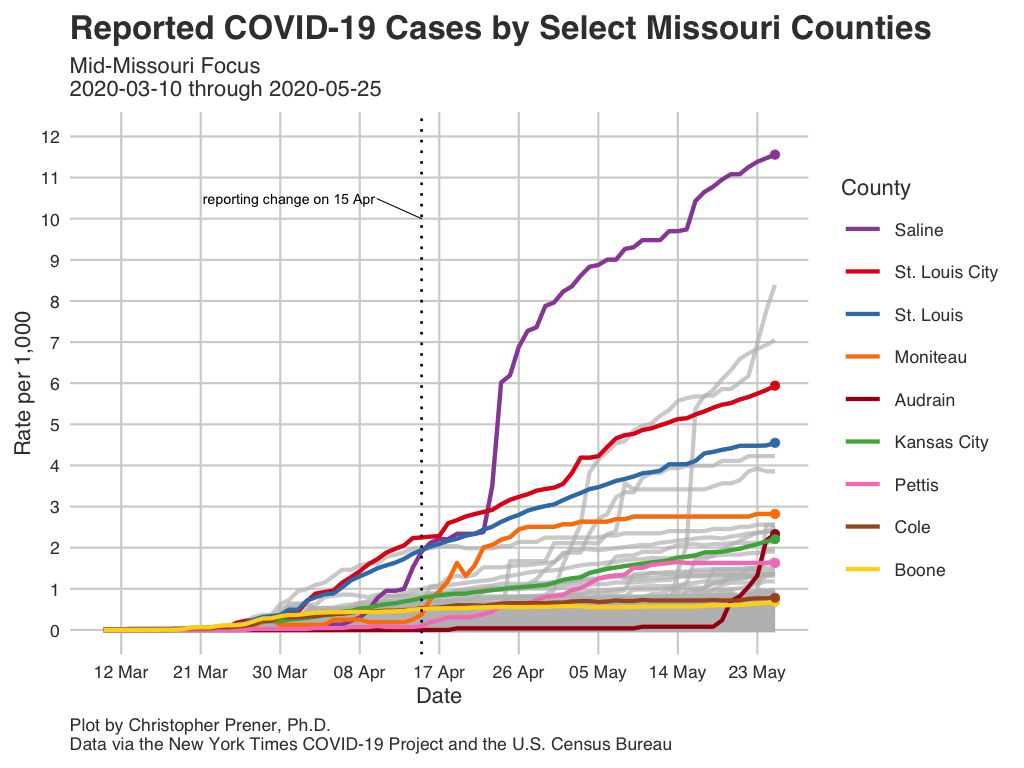 Reported COVID-19 Cases by Select Missouri Counties
Mid-Missouri Focus
2020-03-10 through 2020-05-25
Rate per 1,000
12
11
10
9
8
7
6
5
4
3
2
1
0
reporting change on 15 Apr
12 Mar
21 Mar
30 Mar
08 Apr
17 Apr
26 Apr
05 May
14 May
23 May
Date
County
Saline
St. Louis City
St. Louis
Moniteau
Audrain
Kansas City
Pettis
Cole
Boone
Plot by Christopher Prener, Ph.D.
Data via the New York Times COVID-19 Project and the U.S. Census Bureau